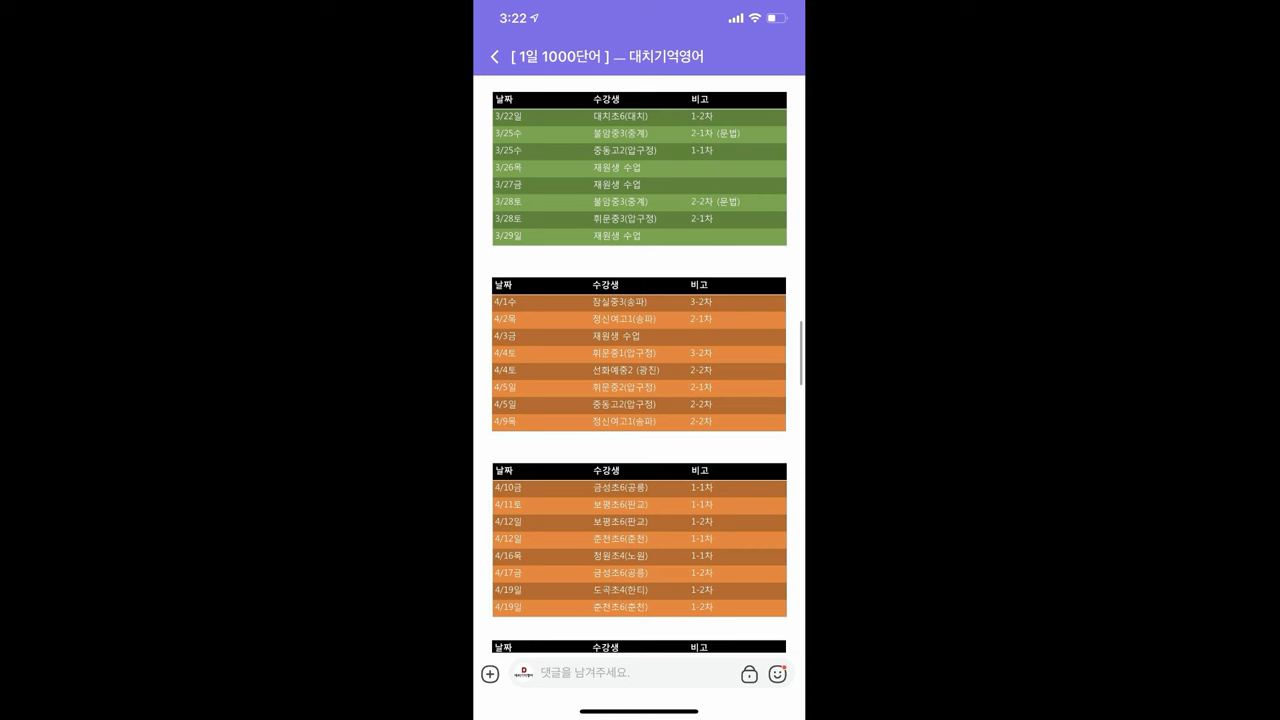 3:22
[ 1일 1000단어 ] — 대치기억영어
날짜 수강생 비고
3/22일 대치초6(대치) 1-2차
3/25수 불암중3(중계) 2-1차 (문법)
3/25수 중동고2(압구정) 1-1차
3/26목 재원생 수업
3/27금 재원생 수업
3/28토 불암중3(중계) 2-2차 (문법)
3/28토 휘문중3(압구정) 2-1차
3/29일 재원생 수업
날짜 수강생 비고
4/1수 잠실중3(송파) 3-2차
4/2목 정신여고1(송파) 2-1차
4/3금 재원생 수업
4/4토 휘문중1(압구정) 3-2차
4/4토 선화예중2 (광진) 2-2차
4/5일 휘문중2(압구정) 2-1차
4/5일 중동고2(압구정) 2-2차
4/9목 정신여고1(송파) 2-2차
날짜 수강생 비고
4/10금 금성초6(공릉) 1-1차
4/11토 보평초6(판교) 1-1차
4/12일 보평초6(판교) 1-2차
4/12일 춘천초6(춘천) 1-1차
4/16목 청원초4(노원) 1-1차
4/17금 금성초6(공릉) 1-2차
4/19일 도곡초4(한티) 1-2차
4/19일 춘천초6(춘천) 1-2차
날짜 수강생 비고
D
대치기억영어
댓글을 남겨주세요.